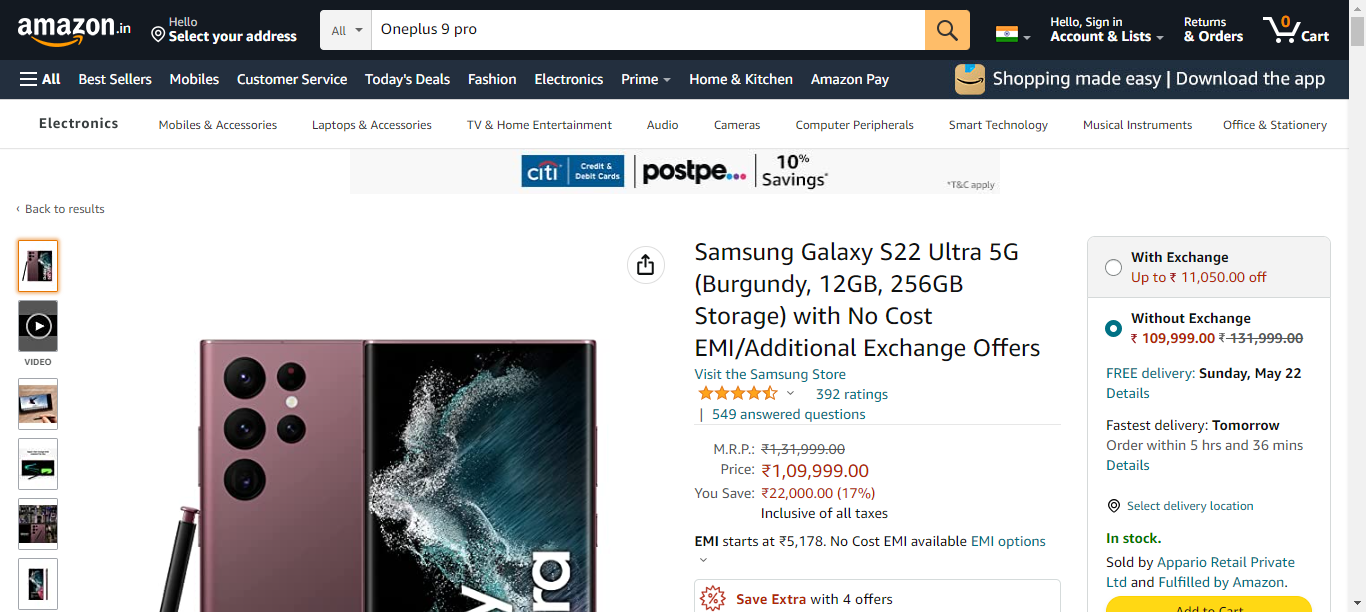 amazon.in
Hello
Select your address
All
Oneplus 9 pro
Hello, Sign in
Account & Lists
Returns
& Orders
0
Cart
All
Best Sellers
Mobiles
Customer Service
Today's Deals
Fashion
Electronics
Prime
Home & Kitchen
Amazon Pay
Shopping made easy | Download the app
Electronics
Mobiles & Accessories
Laptops & Accessories
TV & Home Entertainment
Audio
Cameras
Computer Peripherals
Smart Technology
Musical Instruments
Office & Stationery
citi
Credit &
Debit Cards
postpe...
10%
Savings*
*T&C apply
‹ Back to results
VIDEO
Samsung Galaxy S22 Ultra 5G
(Burgundy, 12GB, 256GB
Storage) with No Cost
EMI/Additional Exchange Offers
Visit the Samsung Store
392 ratings
| 549 answered questions
M.R.P.: ₹1,31,999.00
Price: ₹1,09,999.00
You Save: ₹22,000.00 (17%)
Inclusive of all taxes
EMI starts at ₹5,178. No Cost EMI available EMI options
Save Extra with 4 offers
With Exchange
Up to ₹ 11,050.00 off
Without Exchange
₹ 109,999.00 ₹ 131,999.00
FREE delivery: Sunday, May 22
Details
Fastest delivery: Tomorrow
Order within 5 hrs and 36 mins
Details
Select delivery location
In stock.
Sold by Appario Retail Private
Ltd and Fulfilled by Amazon.
Add to Cart